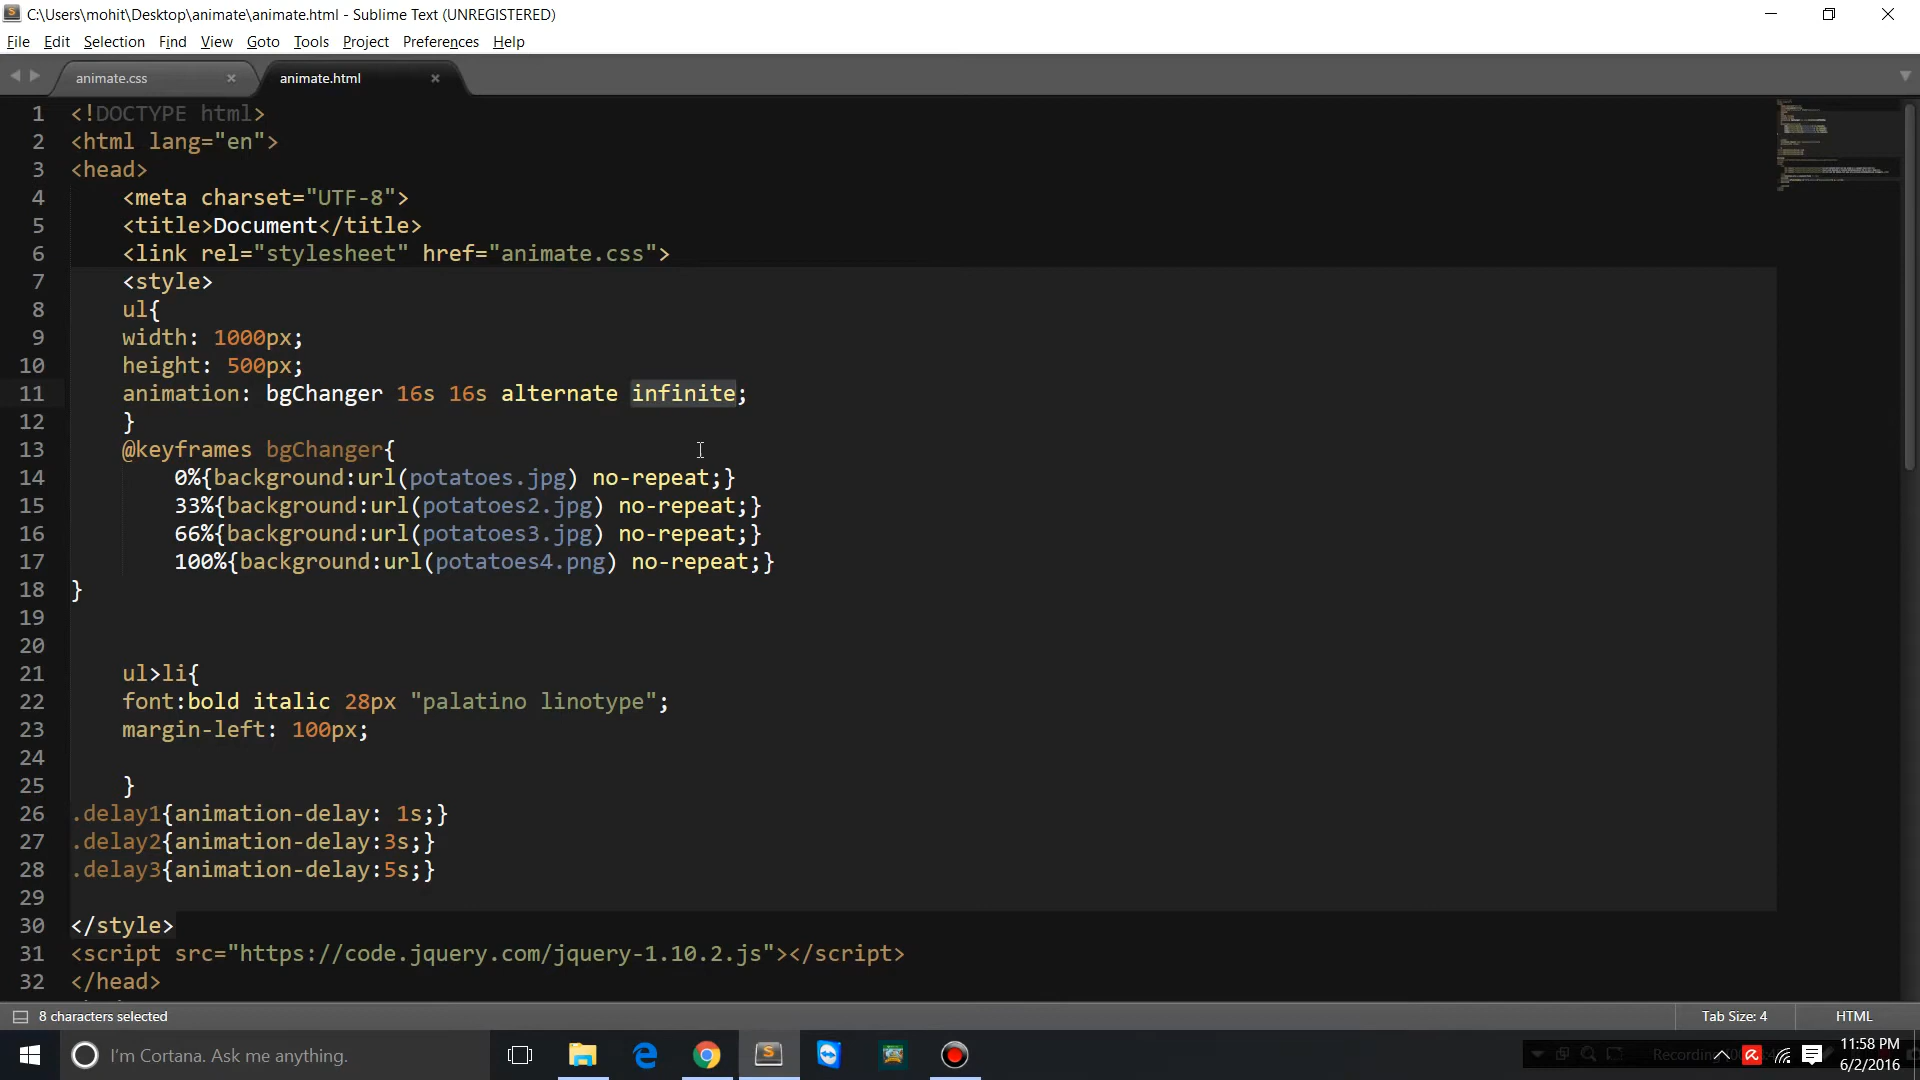 C:\Users\mohit\Desktop\animate\animate.html - Sublime Text (UNREGISTERED)
File Edit Selection Find View Goto Tools Project Preferences Help
animate.css × animate.html ×
1 <!DOCTYPE html>
2 <html lang="en">
3 <head>
4 <meta charset="UTF-8">
5 <title>Document</title>
6 <link rel="stylesheet" href="animate.css">
7 <style>
8 ul{
9 width: 1000px;
10 height: 500px;
11 animation: bgChanger 16s 16s alternate infinite;
12 }
13 @keyframes bgChanger{
14 0%{background:url(potatoes.jpg) no-repeat;}
15 33%{background:url(potatoes2.jpg) no-repeat;}
16 66%{background:url(potatoes3.jpg) no-repeat;}
17 100%{background:url(potatoes4.png) no-repeat;}
18 }
19
20
21 ul>li{
22 font:bold italic 28px "palatino linotype";
23 margin-left: 100px;
24
25 }
26 .delay1{animation-delay: 1s;}
27 .delay2{animation-delay:3s;}
28 .delay3{animation-delay:5s;}
29
30 </style>
31 <script src="https://code.jquery.com/jquery-1.10.2.js"></script>
32 </head>
8 characters selected Tab Size: 4 HTML
I'm Cortana. Ask me anything.
11:58 PM
6/2/2016